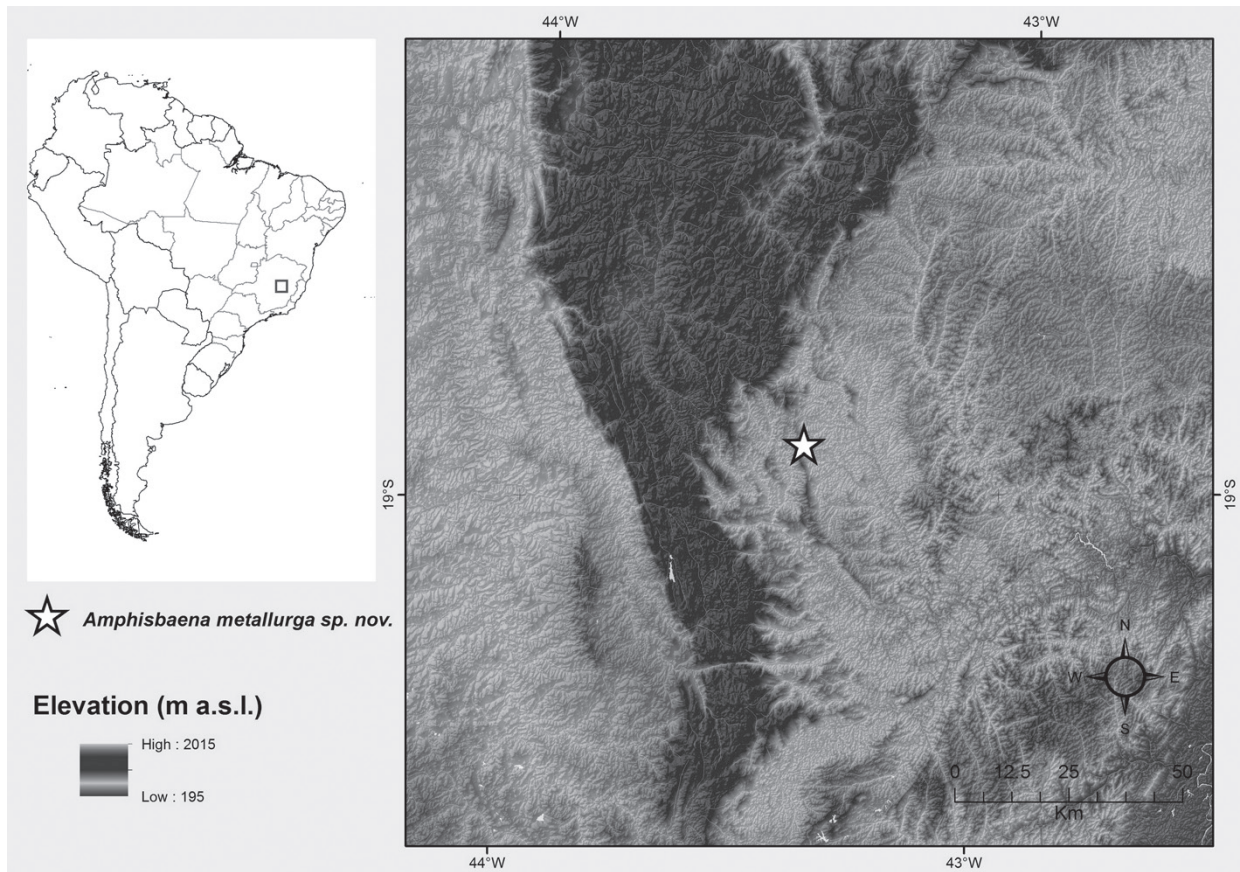 44°W 43°W
19°S 19°S
Amphisbaena metallurga sp. nov.
Elevation (m a.s.l.)
High : 2015
Low : 195
N
W E
S
0 12.5 25 50
Km
44°W 43°W